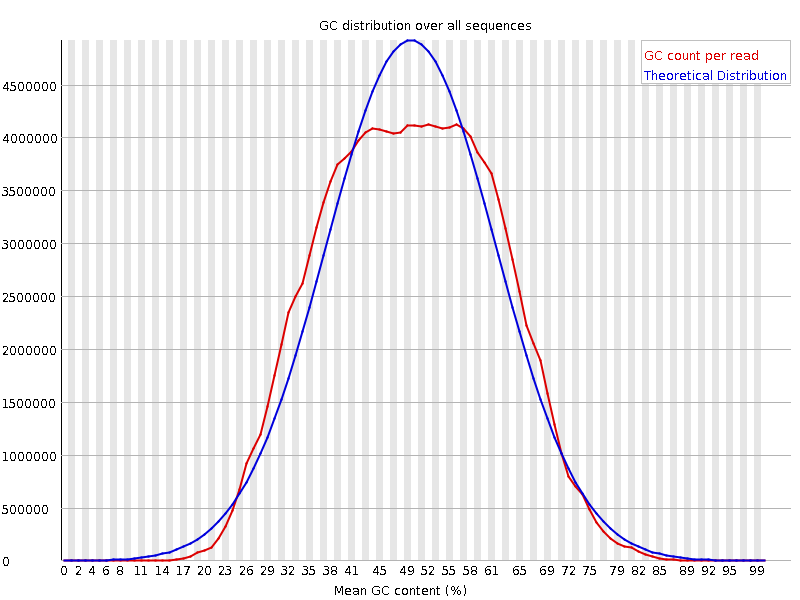 GC distribution over all sequences
GC count per read
Theoretical Distribution
4500000
4000000
3500000
3000000
2500000
2000000
1500000
1000000
500000
0
0 2 4 6 8 11 14 17 20 23 26 29 32 35 38 41 45 49 52 55 58 61 65 69 72 75 79 82 85 89 92 95 99
Mean GC content (%)